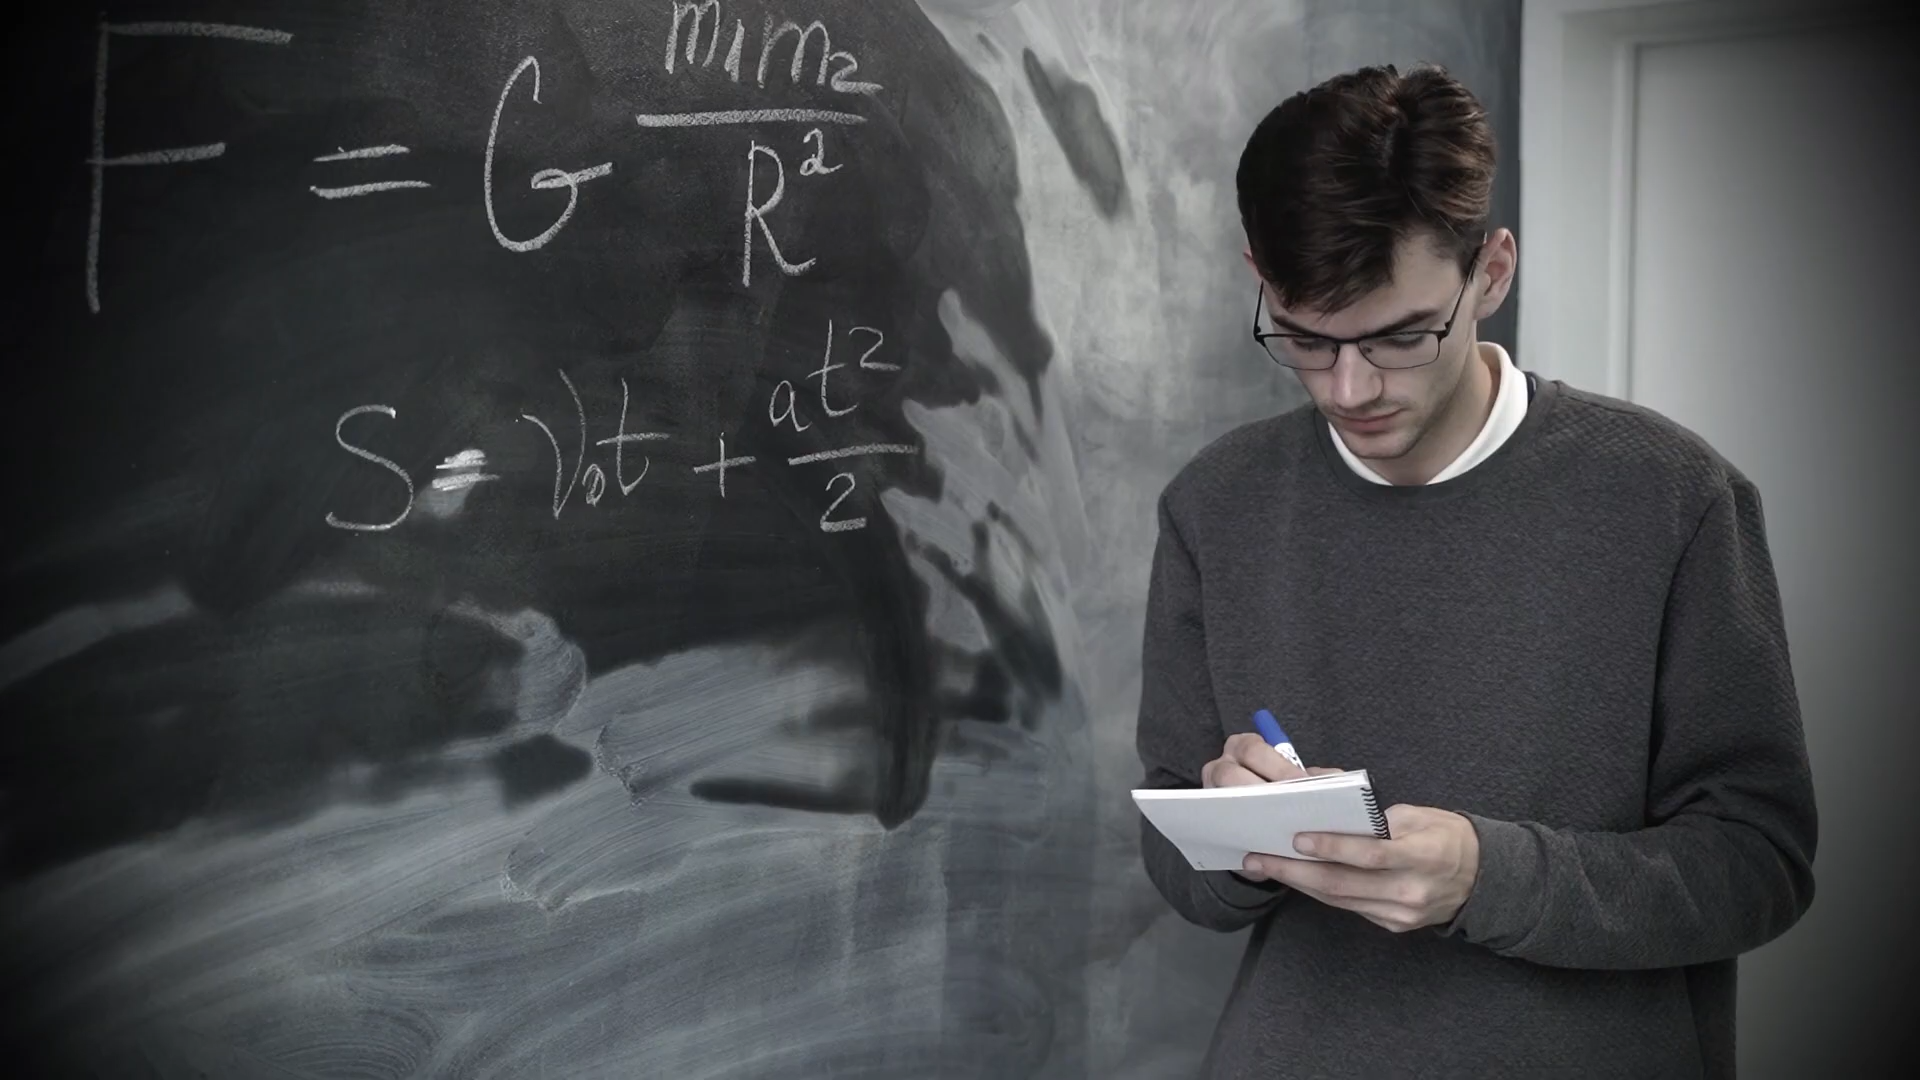 F = G m₁m₂/R²
S = V₀t + at²/2